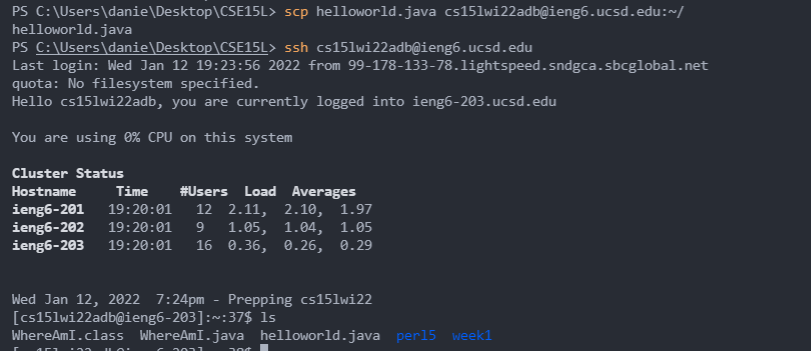 PS C:\Users\danie\Desktop\CSE15L> scp helloworld.java cs15lwi22adb@ieng6.ucsd.edu:~/
helloworld.java
PS C:\Users\danie\Desktop\CSE15L> ssh cs15lwi22adb@ieng6.ucsd.edu
Last login: Wed Jan 12 19:23:56 2022 from 99-178-133-78.lightspeed.sndgca.sbcglobal.net
quota: No filesystem specified.
Hello cs15lwi22adb, you are currently logged into ieng6-203.ucsd.edu
You are using 0% CPU on this system
Cluster Status
Hostname Time #Users Load Averages
ieng6-201 19:20:01 12 2.11, 2.10, 1.97
ieng6-202 19:20:01 9 1.05, 1.04, 1.05
ieng6-203 19:20:01 16 0.36, 0.26, 0.29
Wed Jan 12, 2022 7:24pm - Prepping cs15lwi22
[cs15lwi22adb@ieng6-203]:~:37$ ls
WhereAmI.class WhereAmI.java helloworld.java perl5 week1
[cs15lwi22adb@ieng6-203]:~:38$